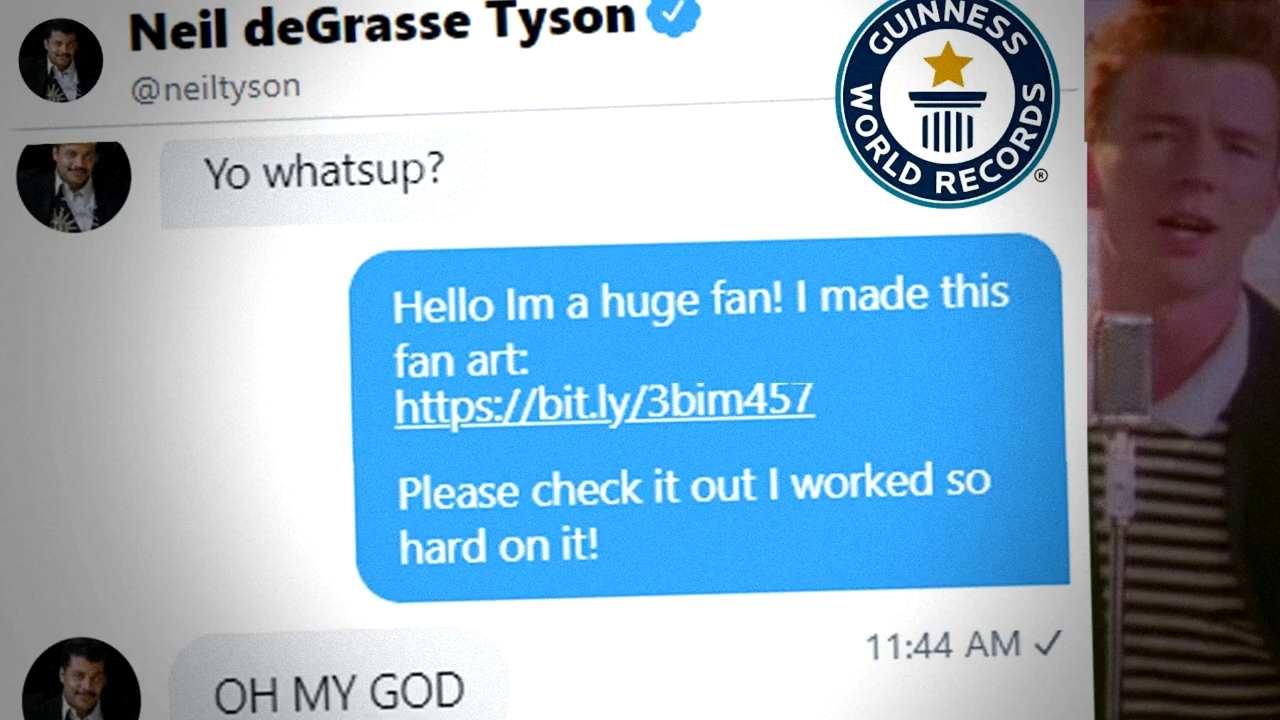 Neil deGrasse Tyson
@neiltyson
GUINNESS
WORLD RECORDS
®
Yo whatsup?
Hello Im a huge fan! I made this
fan art:
https://bit.ly/3bim457
Please check it out I worked so
hard on it!
11:44 AM
OH MY GOD